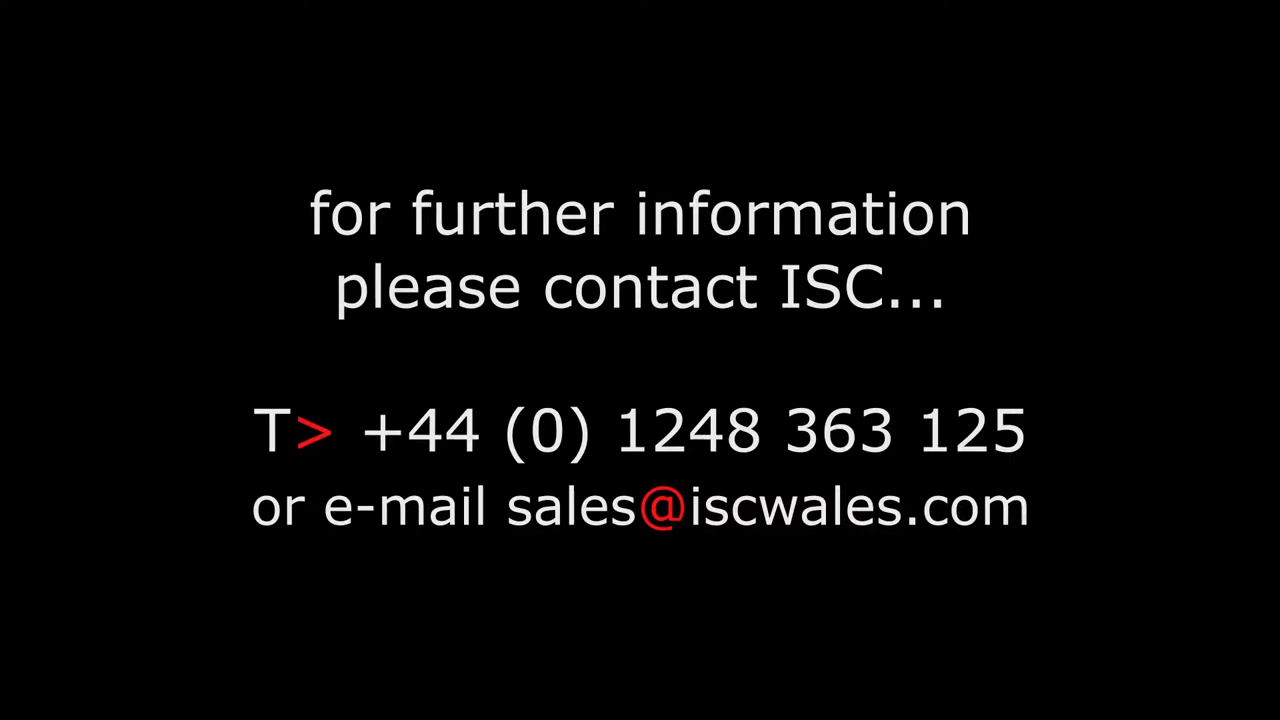 for further information
please contact ISC...
T> +44 (0) 1248 363 125
or e-mail sales@iscwales.com